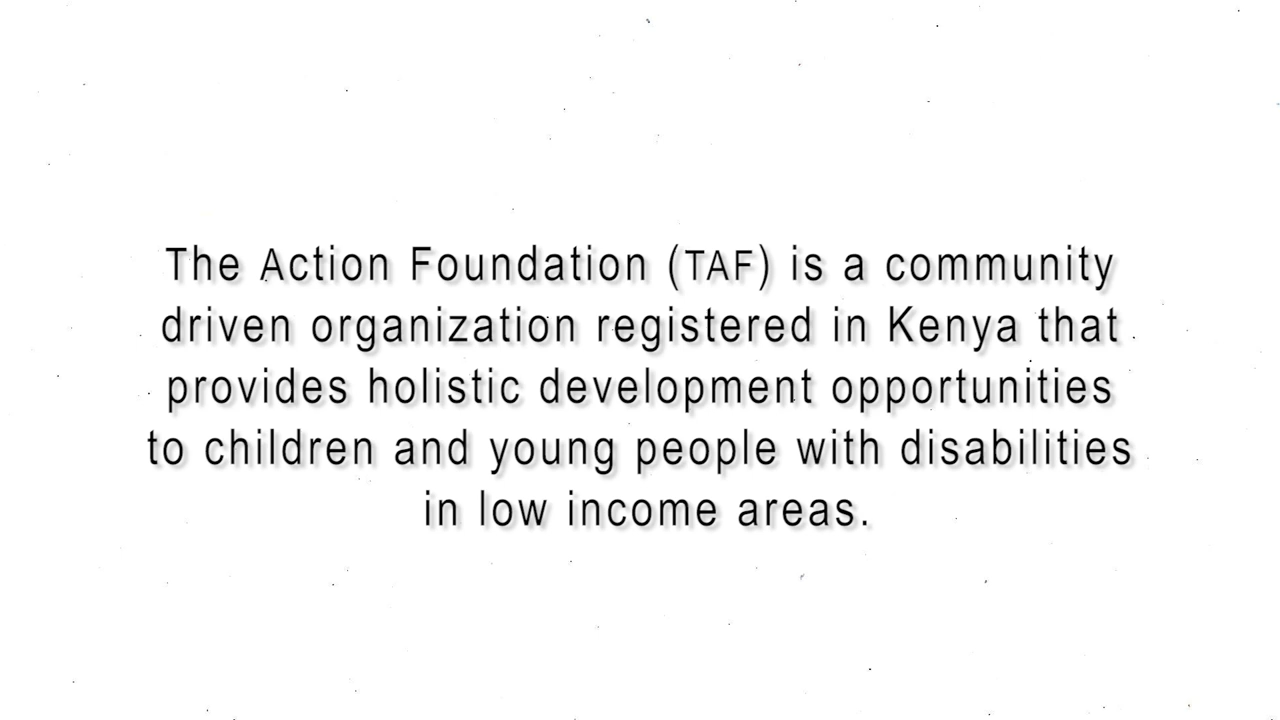 The Action Foundation (TAF) is a community
driven organization registered in Kenya that
provides holistic development opportunities
to children and young people with disabilities
in low income areas.